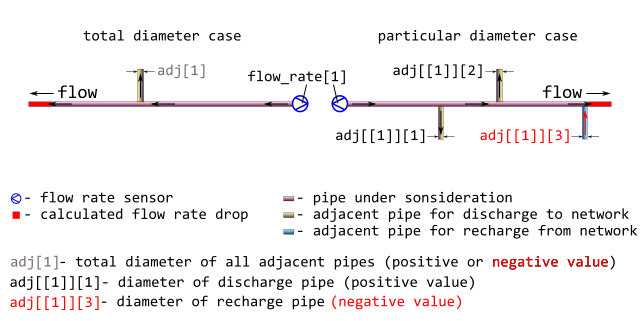 total diameter case
particular diameter case
adj[1]
flow_rate[1]
adj[[1]][2]
flow
flow
adj[[1]][1]
adj[[1]][3]
- flow rate sensor
- pipe under sonsideration
- calculated flow rate drop
- adjacent pipe for discharge to network
- adjacent pipe for recharge from network
adj[1]- total diameter of all adjacent pipes (positive or negative value)
adj[[1]][1]- diameter of discharge pipe (positive value)
adj[[1]][3]- diameter of recharge pipe (negative value)